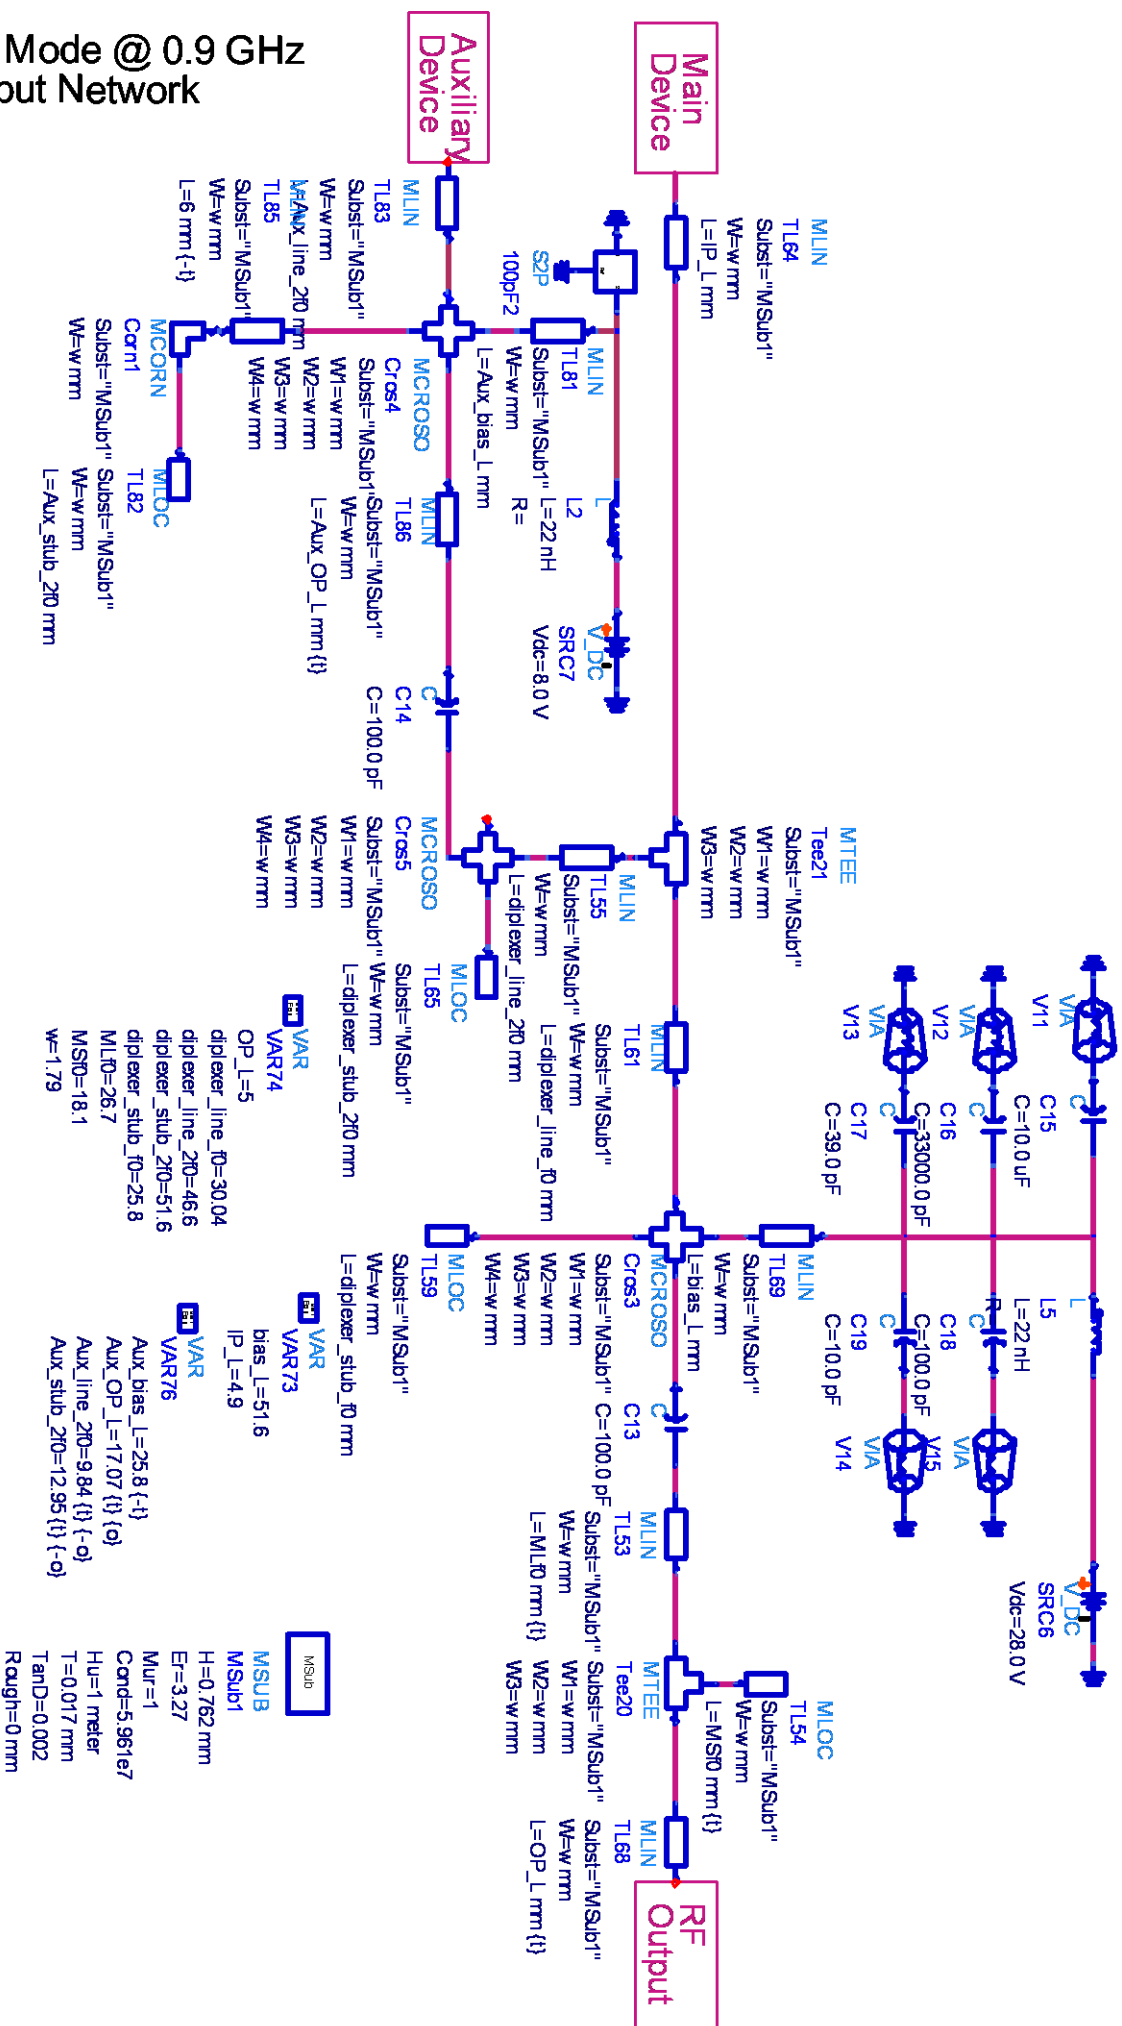 Mode @ 0.9 GHz
put Network
Auxiliary
Device
Main
Device
MLIN
TL64
Subst="MSub1"
W=w mm
L=IP_L mm
MLIN
TL83
Subst="MSub1"
W=w mm
L=Aux_line_2f0 mm
MLIN
TL85
Subst="MSub1"
W=w mm
L=6 mm {-t}
S2P
100pF2
MLIN
TL81
Subst="MSub1"
W=w mm
L=Aux_bias_L mm
MCROSO
Cros4
Subst="MSub1"
W1=w mm
W2=w mm
W3=w mm
W4=w mm
MCORN
Corn1
Subst="MSub1"
W=w mm
MLOC
TL82
Subst="MSub1"
W=w mm
L=Aux_stub_2f0 mm
L
L2
L=22 nH
R=
MLIN
TL86
Subst="MSub1"
W=w mm
L=Aux_OP_L mm {t}
V_DC
SRC7
Vdc=8.0 V
C
C14
C=100.0 pF
MTEE
Tee21
Subst="MSub1"
W1=w mm
W2=w mm
W3=w mm
MLIN
TL55
Subst="MSub1"
W=w mm
L=diplexer_line_2f0 mm
MCROSO
Cros5
Subst="MSub1"
W1=w mm
W2=w mm
W3=w mm
W4=w mm
MLOC
TL65
Subst="MSub1"
W=w mm
L=diplexer_stub_2f0 mm
MLIN
TL61
Subst="MSub1"
W=w mm
L=diplexer_line_f0 mm
VIA
V11
VIA
V12
VIA
V13
C
C15
C=10.0 uF
C
C16
C=33000.0 pF
C
C17
C=39.0 pF
MLIN
TL69
Subst="MSub1"
W=w mm
L=bias_L mm
MCROSO
Cros3
Subst="MSub1"
W1=w mm
W2=w mm
W3=w mm
W4=w mm
MLOC
TL59
Subst="MSub1"
W=w mm
L=diplexer_stub_f0 mm
L
L5
L=22 nH
R=
C
C18
C=100.0 pF
C
C19
C=10.0 pF
VIA
V15
VIA
V14
V_DC
SRC6
Vdc=28.0 V
C
C13
C=100.0 pF
MLIN
TL53
Subst="MSub1"
W=w mm
L=MLf0 mm {t}
MTEE
Tee20
Subst="MSub1"
W1=w mm
W2=w mm
W3=w mm
MLOC
TL54
Subst="MSub1"
W=w mm
L=MSf0 mm {t}
MLIN
TL68
Subst="MSub1"
W=w mm
L=OP_L mm {t}
RF
Output
VAR
VAR74
OP_L=5
diplexer_line_f0=30.04
diplexer_line_2f0=46.6
diplexer_stub_2f0=51.6
diplexer_stub_f0=25.8
MLf0=26.7
MSf0=18.1
w=1.79
VAR
VAR73
bias_L=51.6
IP_L=4.9
VAR
VAR76
Aux_bias_L=25.8 {-t}
Aux_OP_L=17.07 {t} {o}
Aux_line_2f0=9.84 {t} {-o}
Aux_stub_2f0=12.95 {t} {-o}
MSub
MSUB
MSub1
H=0.762 mm
Er=3.27
Mur=1
Cond=5.961e7
Hu=1 meter
T=0.017 mm
TanD=0.002
Rough=0 mm